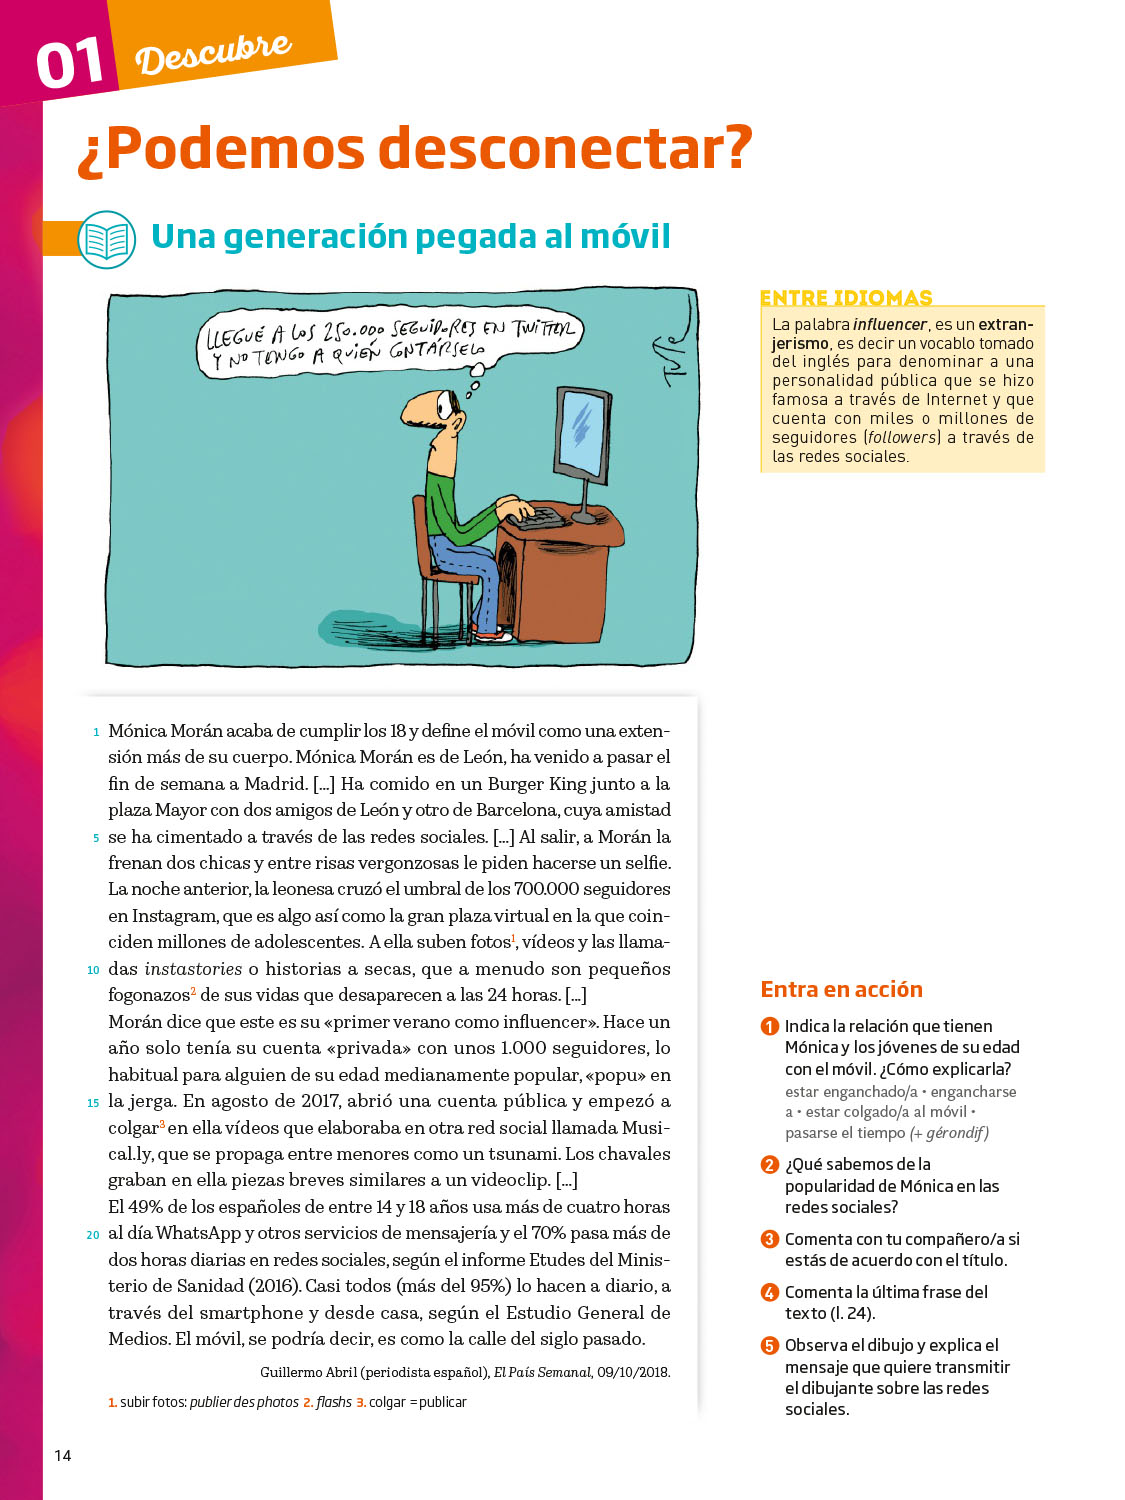 01 Descubre
¿Podemos desconectar?
Una generación pegada al móvil
LLEGUÉ A LOS 250.000 SEGUIDORES EN TWITTER
Y NO TENGO A QUIÉN CONTÁRSELO
TUTE
ENTRE IDIOMAS
La palabra influencer, es un extran-
jerismo, es decir un vocablo tomado
del inglés para denominar a una
personalidad pública que se hizo
famosa a través de Internet y que
cuenta con miles o millones de
seguidores (followers) a través de
las redes sociales.
1 Mónica Morán acaba de cumplir los 18 y define el móvil como una exten-
sión más de su cuerpo. Mónica Morán es de León, ha venido a pasar el
fin de semana a Madrid. [...] Ha comido en un Burger King junto a la
plaza Mayor con dos amigos de León y otro de Barcelona, cuya amistad
5 se ha cimentado a través de las redes sociales. [...] Al salir, a Morán la
frenan dos chicas y entre risas vergonzosas le piden hacerse un selfie.
La noche anterior, la leonesa cruzó el umbral de los 700.000 seguidores
en Instagram, que es algo así como la gran plaza virtual en la que coin-
ciden millones de adolescentes. A ella suben fotos1, vídeos y las llama-
10 das instastories o historias a secas, que a menudo son pequeños
fogonazos2 de sus vidas que desaparecen a las 24 horas. [...]
Morán dice que este es su «primer verano como influencer». Hace un
año solo tenía su cuenta «privada» con unos 1.000 seguidores, lo
habitual para alguien de su edad medianamente popular, «popu» en
15 la jerga. En agosto de 2017, abrió una cuenta pública y empezó a
colgar3 en ella vídeos que elaboraba en otra red social llamada Musi-
cal.ly, que se propaga entre menores como un tsunami. Los chavales
graban en ella piezas breves similares a un videoclip. [...]
El 49% de los españoles de entre 14 y 18 años usa más de cuatro horas
20 al día WhatsApp y otros servicios de mensajería y el 70% pasa más de
dos horas diarias en redes sociales, según el informe Etudes del Minis-
terio de Sanidad (2016). Casi todos (más del 95%) lo hacen a diario, a
través del smartphone y desde casa, según el Estudio General de
Medios. El móvil, se podría decir, es como la calle del siglo pasado.
Guillermo Abril (periodista español), El País Semanal, 09/10/2018.
1. subir fotos: publier des photos 2. flashs 3. colgar = publicar
Entra en acción
1 Indica la relación que tienen
Mónica y los jóvenes de su edad
con el móvil. ¿Cómo explicarla?
estar enganchado/a • engancharse
a • estar colgado/a al móvil •
pasarse el tiempo (+ gérondif)
2 ¿Qué sabemos de la
popularidad de Mónica en las
redes sociales?
3 Comenta con tu compañero/a si
estás de acuerdo con el título.
4 Comenta la última frase del
texto (l. 24).
5 Observa el dibujo y explica el
mensaje que quiere transmitir
el dibujante sobre las redes
sociales.
14